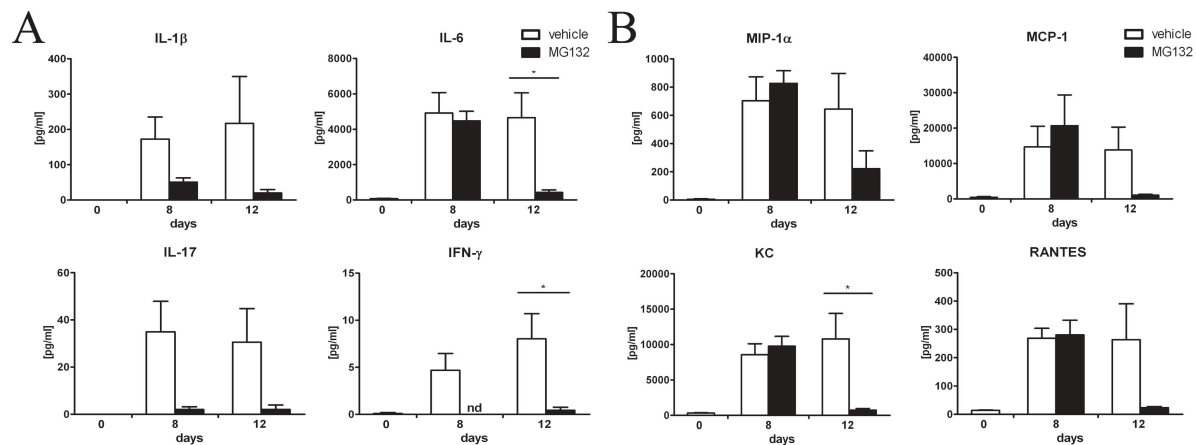 A
IL-1β
[pg/ml]
400
300
200
100
0
0 8 12
days
IL-6
vehicle
MG132
*
[pg/ml]
8000
6000
4000
2000
0
0 8 12
days
B
MIP-1α
[pg/ml]
1000
800
600
400
200
0
0 8 12
days
MCP-1
vehicle
MG132
[pg/ml]
40000
30000
20000
10000
0
0 8 12
days
IL-17
[pg/ml]
60
40
20
0
0 8 12
days
IFN-γ
*
[pg/ml]
15
10
5
0
nd
0 8 12
days
KC
*
[pg/ml]
20000
15000
10000
5000
0
0 8 12
days
RANTES
[pg/ml]
500
400
300
200
100
0
0 8 12
days